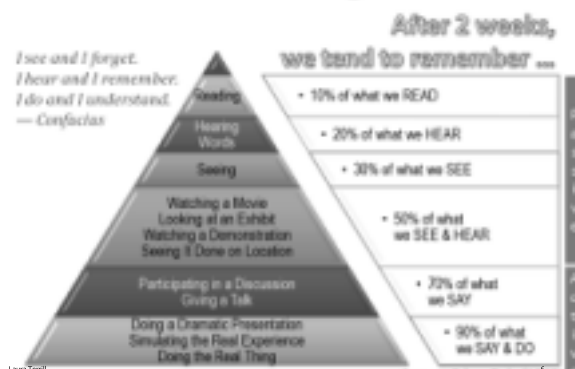 After 2 weeks,
we tend to remember ...
I see and I forget.
I hear and I remember.
I do and I understand.
— Confucius
Reading
• 10% of what we READ
Hearing
Words
• 20% of what we HEAR
Seeing
• 30% of what we SEE
Watching a Movie
Looking at an Exhibit
Watching a Demonstration
Seeing It Done on Location
• 50% of what
we SEE & HEAR
Participating in a Discussion
Giving a Talk
• 70% of what
we SAY
Doing a Dramatic Presentation
Simulating the Real Experience
Doing the Real Thing
• 90% of what
we SAY & DO